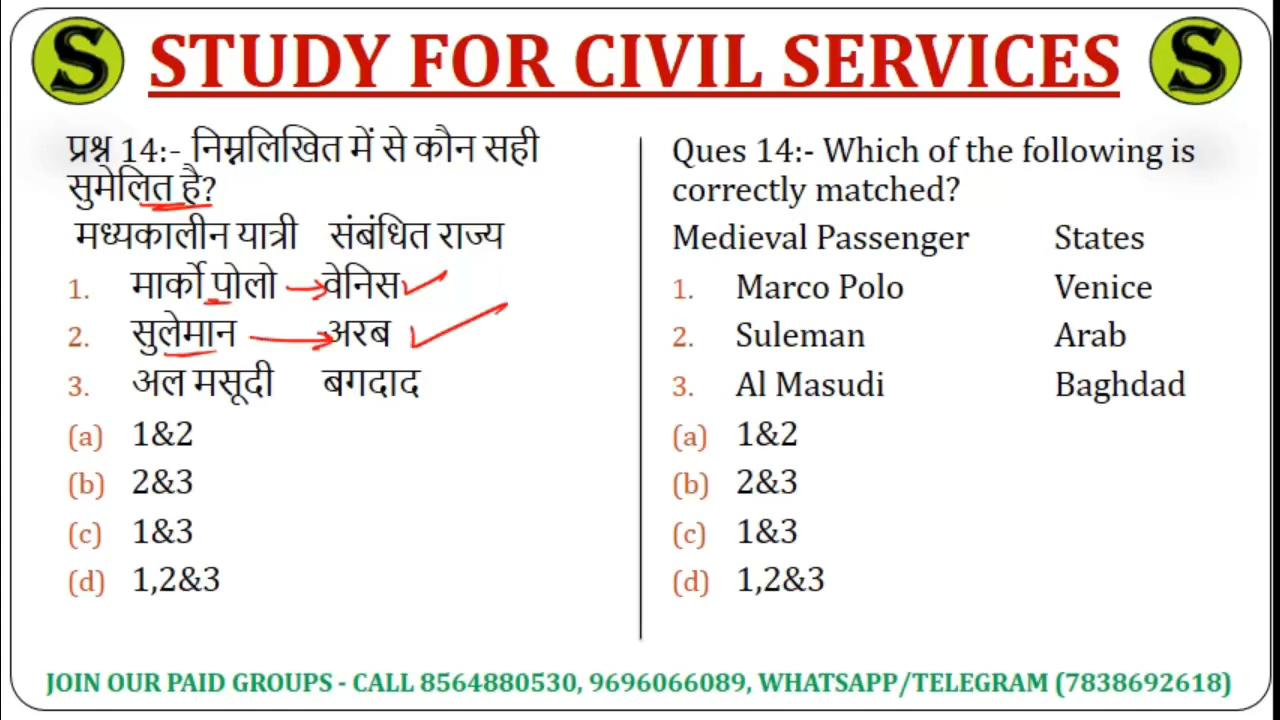 S STUDY FOR CIVIL SERVICES S
प्रश्न 14:- निम्नलिखित में से कौन सही
सुमेलित है?
मध्यकालीन यात्री संबंधित राज्य
1. मार्को पोलो वेनिस
2. सुलेमान अरब
3. अल मसूदी बगदाद
(a) 1&2
(b) 2&3
(c) 1&3
(d) 1,2&3
Ques 14:- Which of the following is
correctly matched?
Medieval Passenger States
1. Marco Polo Venice
2. Suleman Arab
3. Al Masudi Baghdad
(a) 1&2
(b) 2&3
(c) 1&3
(d) 1,2&3
JOIN OUR PAID GROUPS - CALL 8564880530, 9696066089, WHATSAPP/TELEGRAM (7838692618)